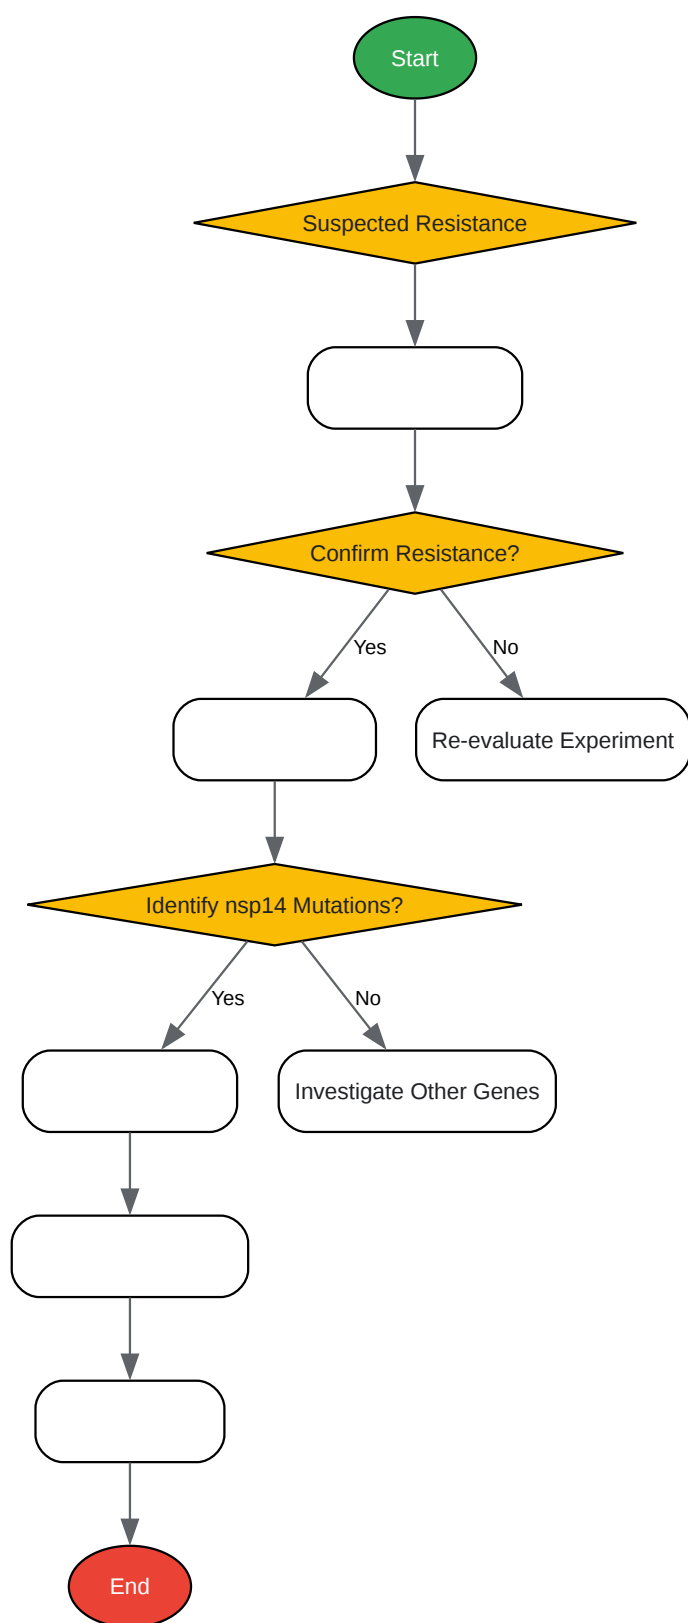 Start
Suspected Resistance
Confirm Resistance?
Yes
No
Re-evaluate Experiment
Identify nsp14 Mutations?
Yes
No
Investigate Other Genes
End